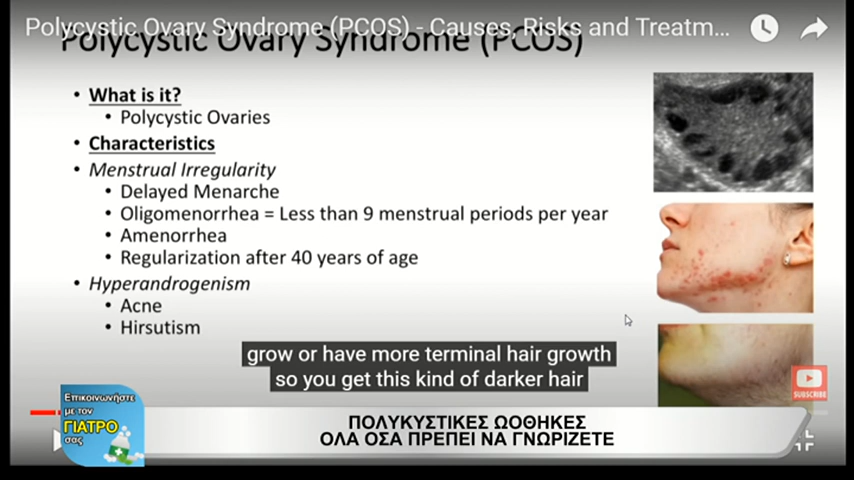 Polycystic Ovary Syndrome (PCOS) - Causes, Risks and Treatm...
Polycystic Ovary Syndrome (PCOS)
• What is it?
• Polycystic Ovaries
• Characteristics
• Menstrual Irregularity
• Delayed Menarche
• Oligomenorrhea = Less than 9 menstrual periods per year
• Amenorrhea
• Regularization after 40 years of age
• Hyperandrogenism
• Acne
• Hirsutism
grow or have more terminal hair growth
so you get this kind of darker hair
SUBSCRIBE
Επικοινωνήστε
με τον
ΓΙΑΤΡΟ
σας
ΠΟΛΥΚΥΣΤΙΚΕΣ ΩΟΘΗΚΕΣ
ΟΛΑ ΟΣΑ ΠΡΕΠΕΙ ΝΑ ΓΝΩΡΙΖΕΤΕ